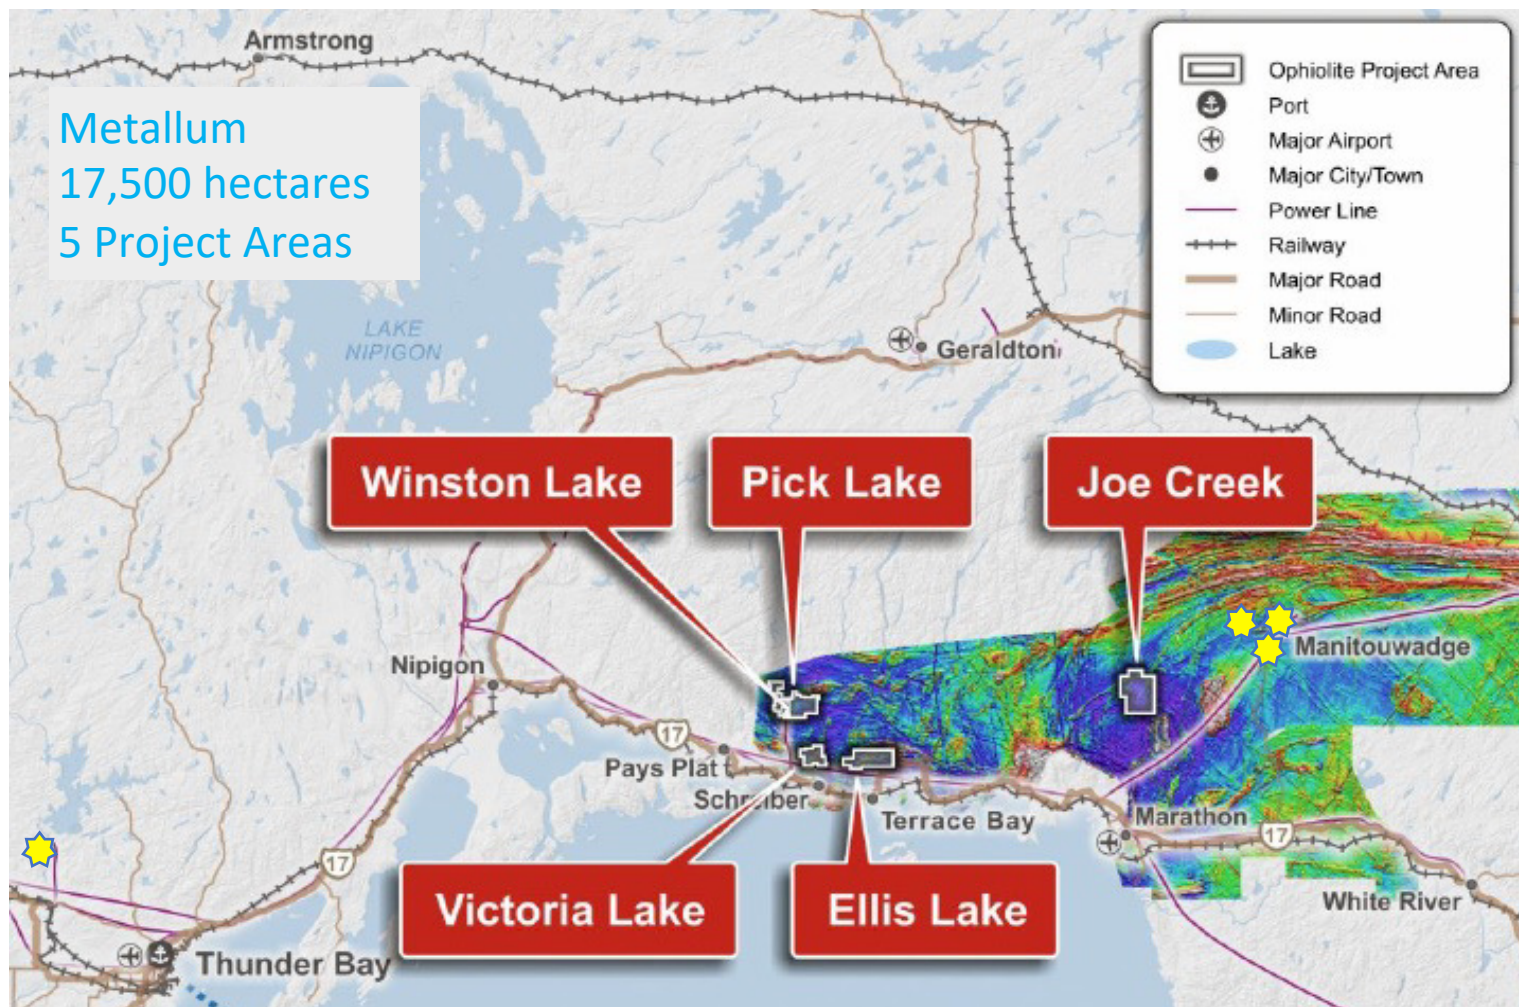 Armstrong
Metallum
17,500 hectares
5 Project Areas
Ophiolite Project Area
Port
Major Airport
Major City/Town
Power Line
Railway
Major Road
Minor Road
Lake
LAKE
NIPIGON
Geraldton
Winston Lake
Pick Lake
Joe Creek
Manitouwadge
Nipigon
17
Pays Platt
Schreiber
Terrace Bay
Marathon
17
17
White River
Victoria Lake
Ellis Lake
Thunder Bay